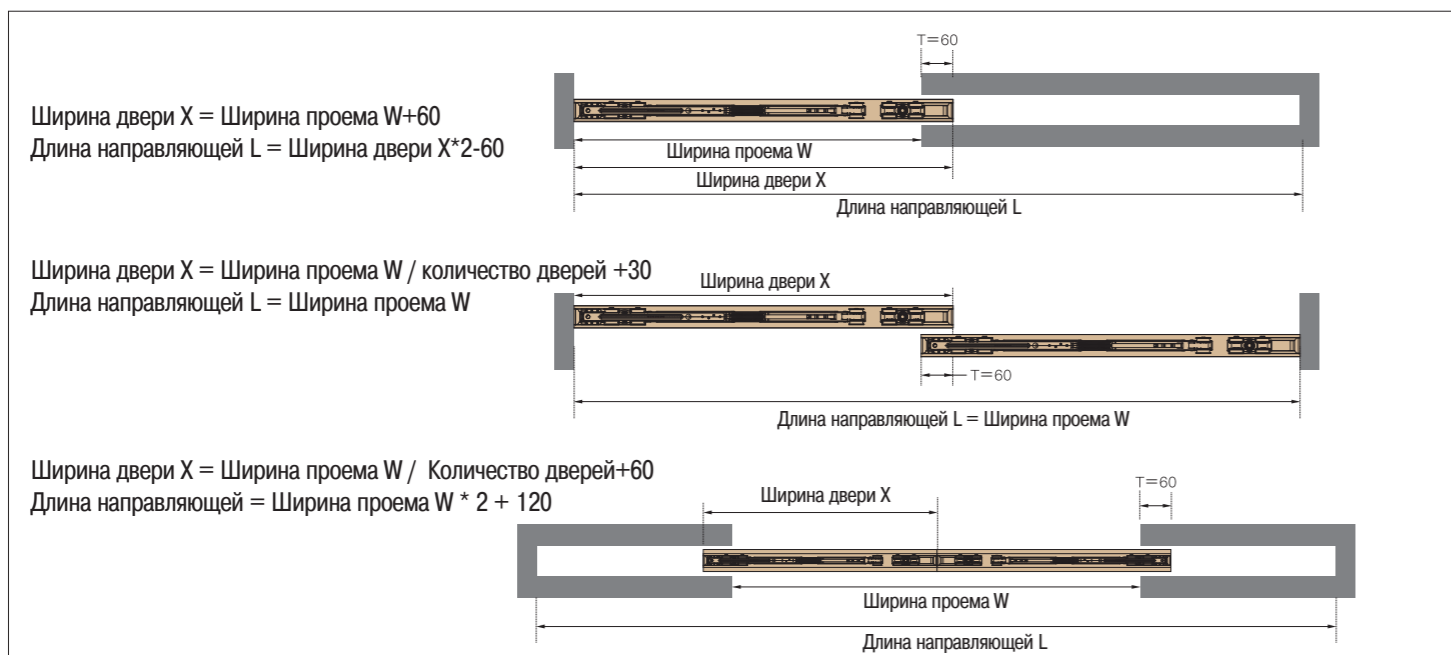 T=60
Ширина двери X = Ширина проема W+60
Длина направляющей L = Ширина двери X*2-60
Ширина проема W
Ширина двери X
Длина направляющей L
Ширина двери X = Ширина проема W / количество дверей +30
Длина направляющей L = Ширина проема W
Ширина двери X
T=60
Длина направляющей L = Ширина проема W
Ширина двери X = Ширина проема W / Количество дверей+60
Длина направляющей = Ширина проема W * 2 + 120
Ширина двери X
T=60
Ширина проема W
Длина направляющей L